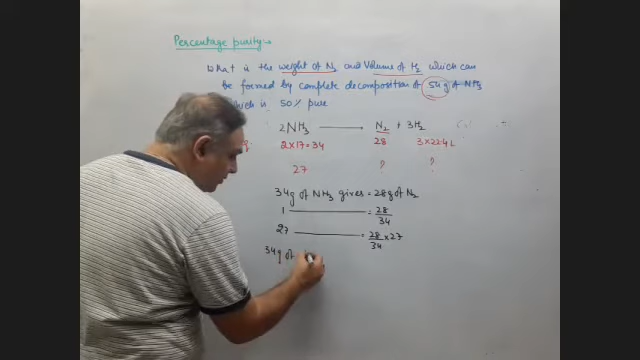 Percentage purity:-
What is the weight of N2 and Volume of H2 which can
be formed by complete decomposition of 54g of NH3
which is 50% pure
2NH3 → N2 + 3H2
2×17=34 28 3×22.4 L
27 ? ?
34g of NH3 gives = 28g of N2
1 = 28/34
27 = 28/34 × 27
34g of